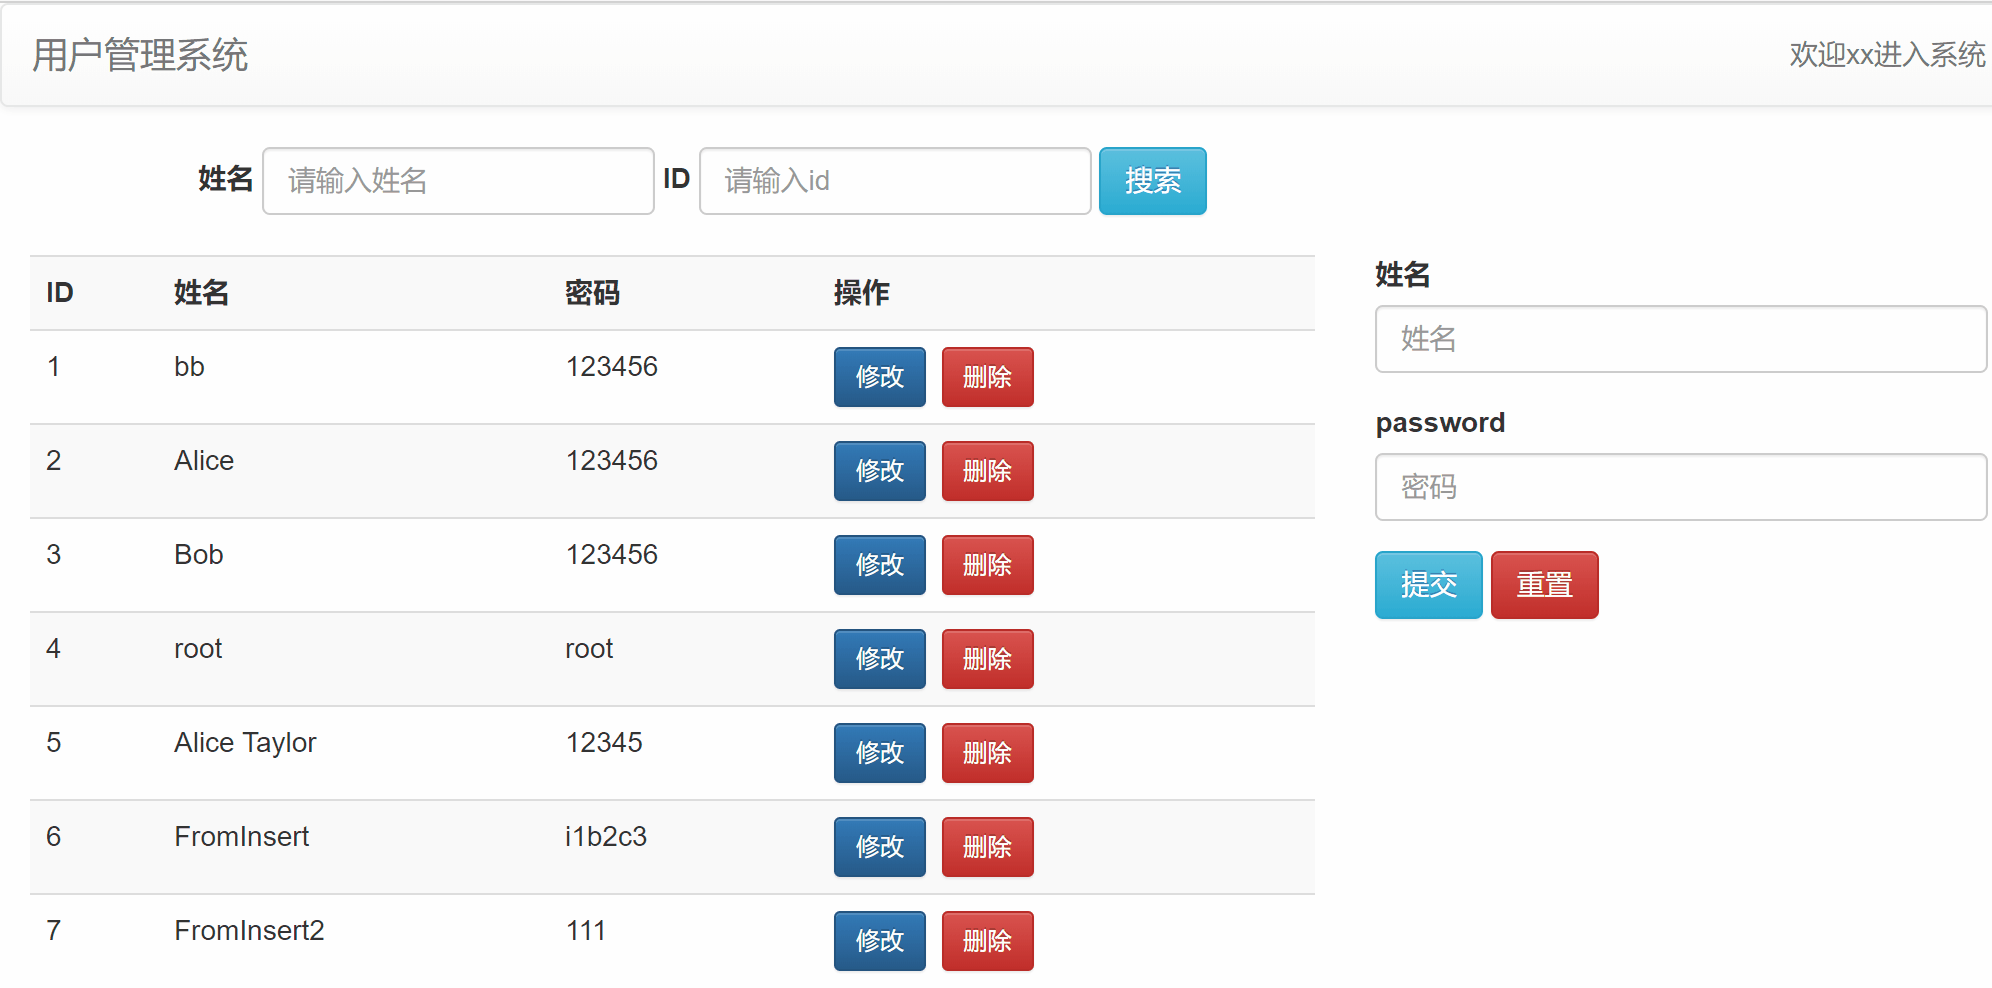 用户管理系统 欢迎xx进入系统
姓名 请输入姓名 ID 请输入id 搜索
ID 姓名 密码 操作
1 bb 123456 修改 删除
2 Alice 123456 修改 删除
3 Bob 123456 修改 删除
4 root root 修改 删除
5 Alice Taylor 12345 修改 删除
6 FromInsert i1b2c3 修改 删除
7 FromInsert2 111 修改 删除
姓名
姓名
password
密码
提交 重置